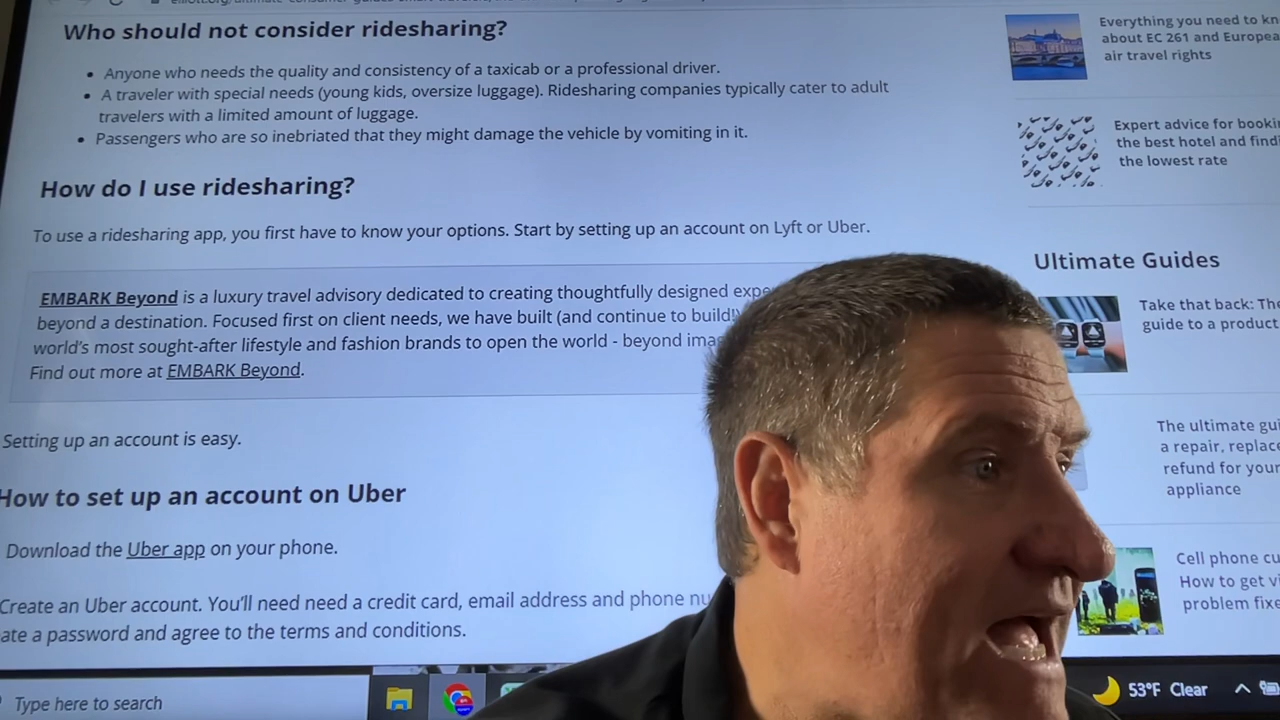 Who should not consider ridesharing?
Anyone who needs the quality and consistency of a taxicab or a professional driver.
A traveler with special needs (young kids, oversize luggage). Ridesharing companies typically cater to adult
travelers with a limited amount of luggage.
Passengers who are so inebriated that they might damage the vehicle by vomiting in it.
How do I use ridesharing?
To use a ridesharing app, you first have to know your options. Start by setting up an account on Lyft or Uber.
EMBARK Beyond is a luxury travel advisory dedicated to creating thoughtfully designed
beyond a destination. Focused first on client needs, we have built (and continue to build!)
world's most sought-after lifestyle and fashion brands to open the world - beyond
Find out more at EMBARK Beyond.
Setting up an account is easy.
How to set up an account on Uber
Download the Uber app on your phone.
Create an Uber account. You'll need need a credit card, email address and phone
ate a password and agree to the terms and conditions.
Type here to search
Everything you need to kn
about EC 261 and Europea
air travel rights
Expert advice for bookin
the best hotel and find
the lowest rate
Ultimate Guides
Take that back: Th
guide to a product
The ultimate gui
a repair, replac
refund for your
appliance
Cell phone cu
How to get v
problem fixe
53°F Clear